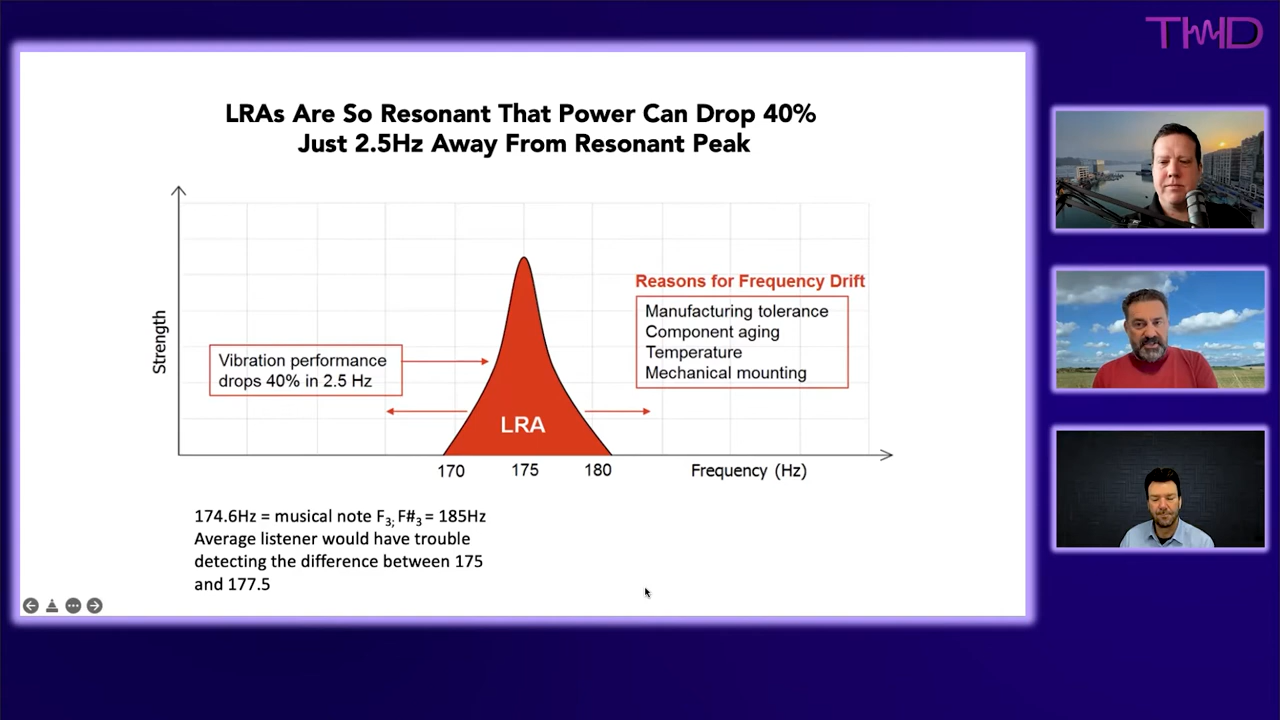 TWD
LRAs Are So Resonant That Power Can Drop 40%
Just 2.5Hz Away From Resonant Peak
Strength
Vibration performance
drops 40% in 2.5 Hz
Reasons for Frequency Drift
Manufacturing tolerance
Component aging
Temperature
Mechanical mounting
LRA
170
175
180
Frequency (Hz)
174.6Hz = musical note F3; F#3 = 185Hz
Average listener would have trouble
detecting the difference between 175
and 177.5